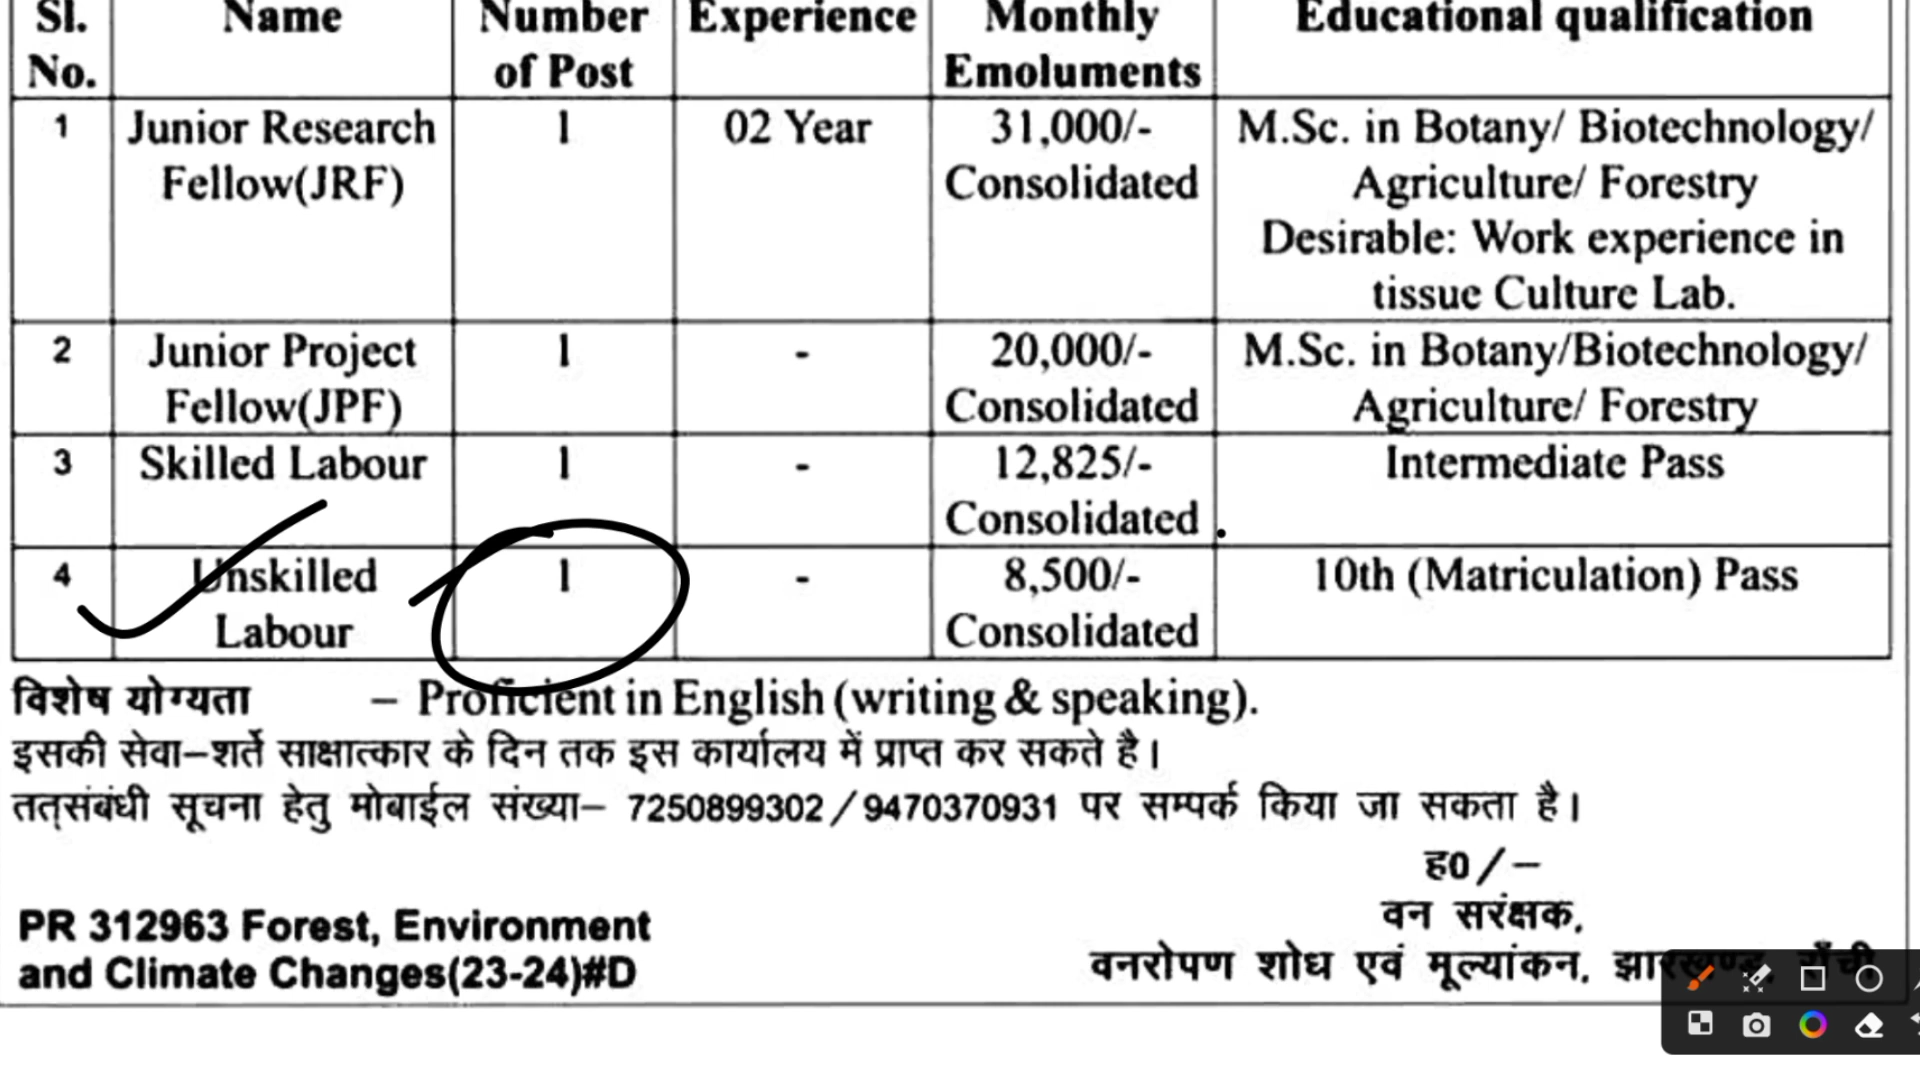 Sl. Name Number Experience Monthly Educational qualification
No. of Post Emoluments
1 Junior Research 1 02 Year 31,000/- M.Sc. in Botany/ Biotechnology/
Fellow(JRF) Consolidated Agriculture/ Forestry
Desirable: Work experience in
tissue Culture Lab.
2 Junior Project 1 - 20,000/- M.Sc. in Botany/Biotechnology/
Fellow(JPF) Consolidated Agriculture/ Forestry
3 Skilled Labour 1 - 12,825/- Intermediate Pass
Consolidated
4 Unskilled 1 - 8,500/- 10th (Matriculation) Pass
Labour Consolidated
विशेष योग्यता – Proficient in English (writing & speaking).
इसकी सेवा–शर्ते साक्षात्कार के दिन तक इस कार्यालय में प्राप्त कर सकते है।
तत्संबंधी सूचना हेतु मोबाईल संख्या– 7250899302 / 9470370931 पर सम्पर्क किया जा सकता है।
ह0 / –
वन सरंक्षक,
PR 312963 Forest, Environment
and Climate Changes(23-24)#D
वनरोपण शोध एवं मूल्यांकन, झारखण्ड, राँची